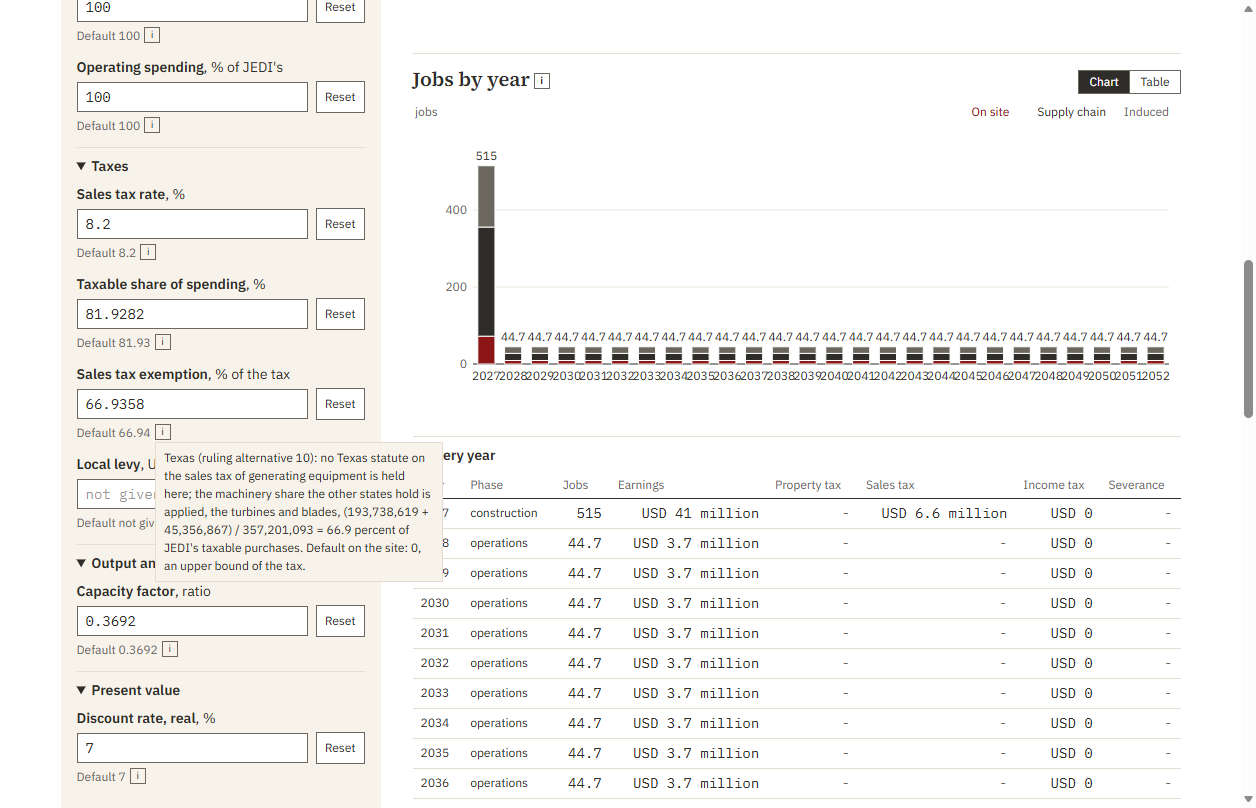 100
Reset
Default 100 i
Operating spending, % of JEDI's
100
Reset
Default 100 i
▼ Taxes
Sales tax rate, %
8.2
Reset
Default 8.2 i
Taxable share of spending, %
81.9282
Reset
Default 81.93 i
Sales tax exemption, % of the tax
66.9358
Reset
Default 66.94 i
Texas (ruling alternative 10): no Texas statute on
the sales tax of generating equipment is held
here; the machinery share the other states hold is
applied, the turbines and blades, (193,738,619 +
45,356,867) / 357,201,093 = 66.9 percent of
JEDI's taxable purchases. Default on the site: 0,
an upper bound of the tax.
Local levy, U
not give
Default not giv
▼ Output an
Capacity factor, ratio
0.3692
Reset
Default 0.3692 i
▼ Present value
Discount rate, real, %
7
Reset
Default 7 i
Jobs by year i
Chart Table
jobs
On site Supply chain Induced
515
400
200
44.7 44.7 44.7 44.7 44.7 44.7 44.7 44.7 44.7 44.7 44.7 44.7 44.7 44.7 44.7 44.7 44.7 44.7 44.7 44.7 44.7 44.7 44.7 44.7 44.7
0
2027 2028 2029 2030 2031 2032 2033 2034 2035 2036 2037 2038 2039 2040 2041 2042 2043 2044 2045 2046 2047 2048 2049 2050 2051 2052
ery year
Phase Jobs Earnings Property tax Sales tax Income tax Severance
7 construction 515 USD 41 million - USD 6.6 million USD 0 -
8 operations 44.7 USD 3.7 million - - USD 0 -
9 operations 44.7 USD 3.7 million - - USD 0 -
2030 operations 44.7 USD 3.7 million - - USD 0 -
2031 operations 44.7 USD 3.7 million - - USD 0 -
2032 operations 44.7 USD 3.7 million - - USD 0 -
2033 operations 44.7 USD 3.7 million - - USD 0 -
2034 operations 44.7 USD 3.7 million - - USD 0 -
2035 operations 44.7 USD 3.7 million - - USD 0 -
2036 operations 44.7 USD 3.7 million - - USD 0 -